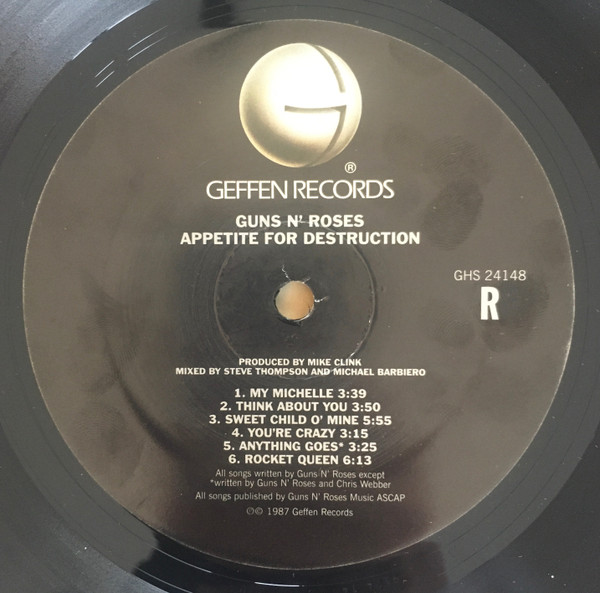 ®
GEFFEN RECORDS
GUNS N' ROSES
APPETITE FOR DESTRUCTION
GHS 24148
R
PRODUCED BY MIKE CLINK
MIXED BY STEVE THOMPSON AND MICHAEL BARBIERO
1. MY MICHELLE 3:39
2. THINK ABOUT YOU 3:50
3. SWEET CHILD O' MINE 5:55
4. YOU'RE CRAZY 3:15
5. ANYTHING GOES* 3:25
6. ROCKET QUEEN 6:13
All songs written by Guns N' Roses except
*written by Guns N' Roses and Chris Webber
All songs published by Guns N' Roses Music ASCAP
℗© 1987 Geffen Records